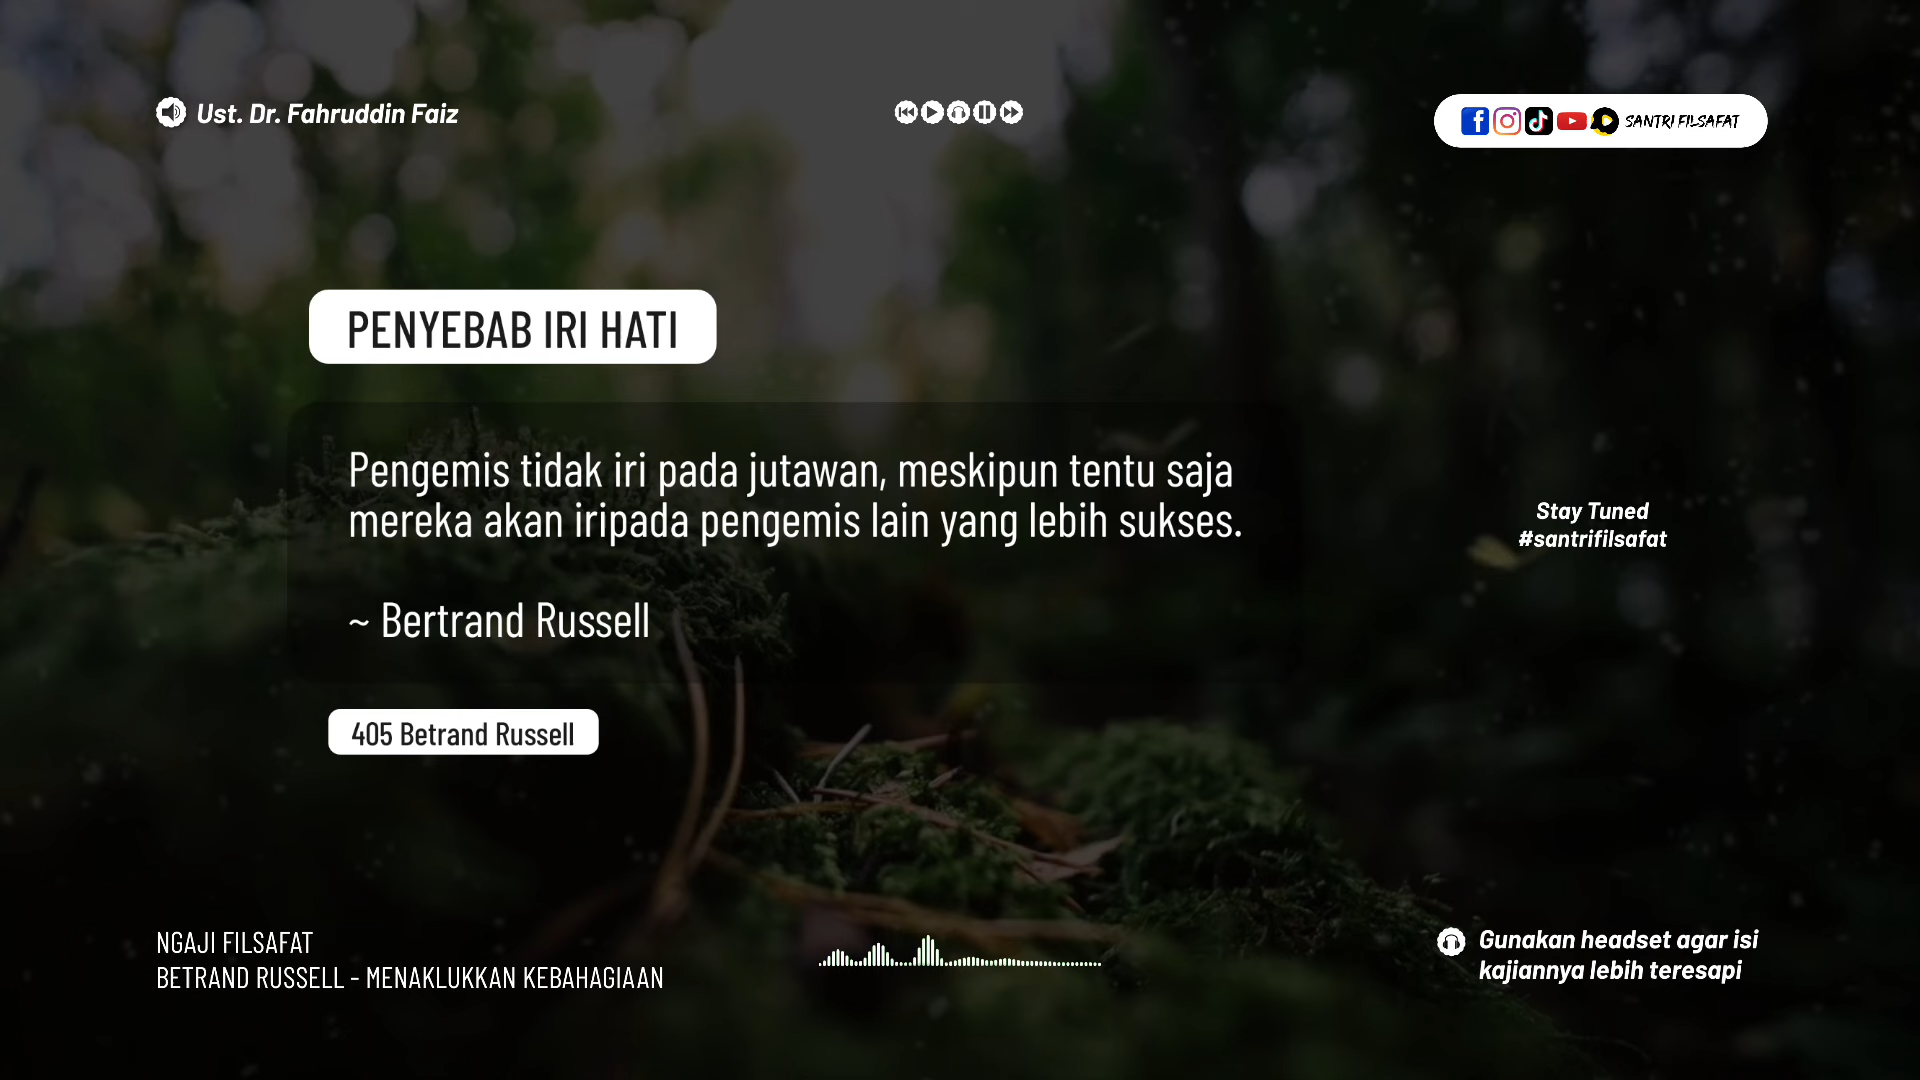 Ust. Dr. Fahruddin Faiz
SANTRI FILSAFAT
PENYEBAB IRI HATI
Pengemis tidak iri pada jutawan, meskipun tentu saja
mereka akan iripada pengemis lain yang lebih sukses.
~ Bertrand Russell
Stay Tuned
#santrifilsafat
405 Betrand Russell
NGAJI FILSAFAT
BETRAND RUSSELL - MENAKLUKKAN KEBAHAGIAAN
Gunakan headset agar isi
kajiannya lebih teresapi